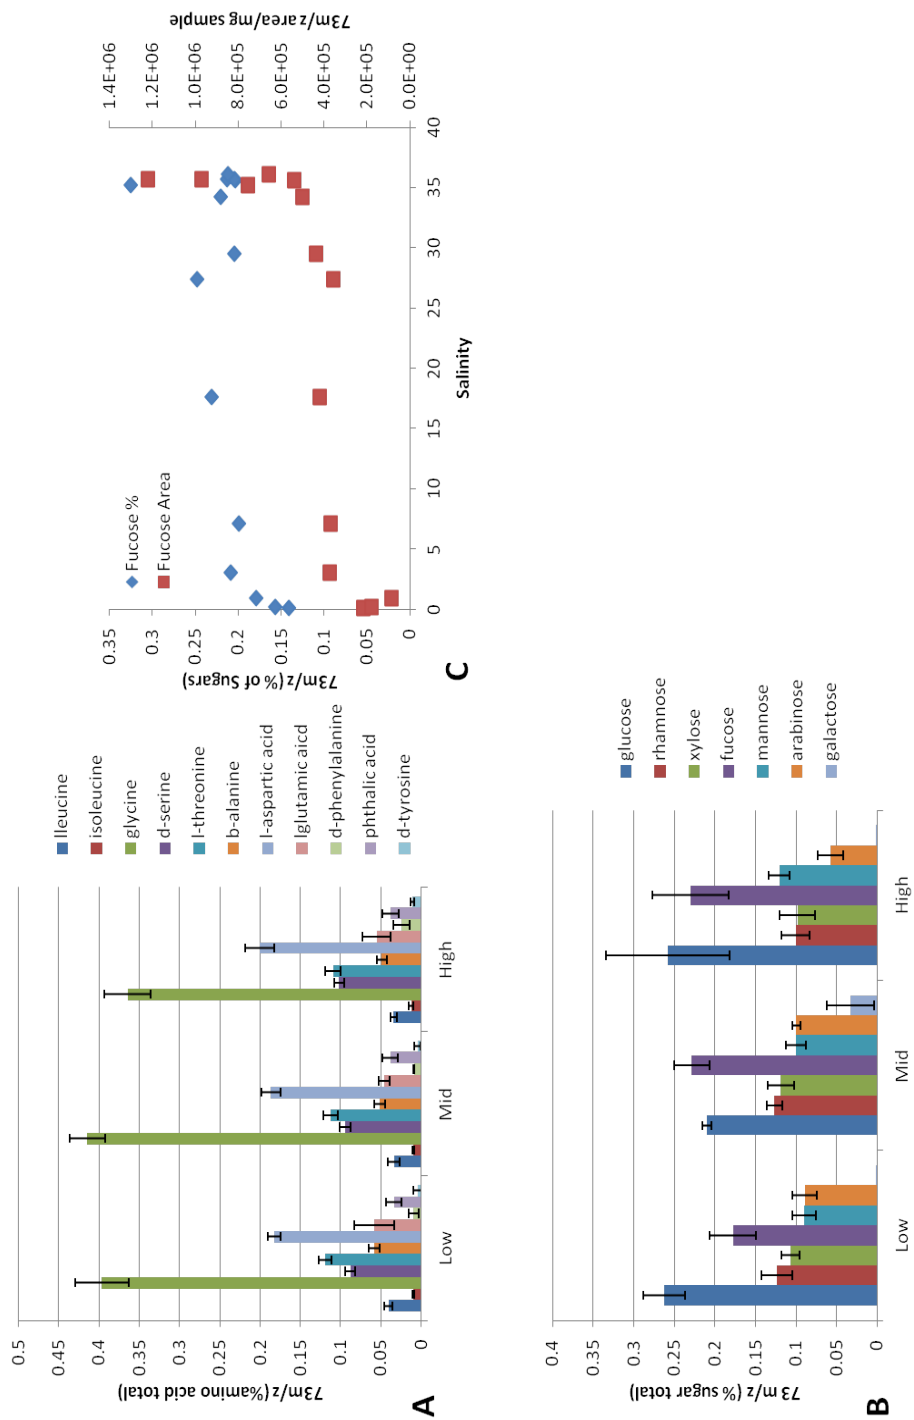 A
73m/z (%amino acid total)
0.5
0.45
0.4
0.35
0.3
0.25
0.2
0.15
0.1
0.05
0
Low
Mid
High
lleucine
isoleucine
glycine
d-serine
l-threonine
b-alanine
l-aspartic acid
lglutamic aicd
d-phenylalanine
phthalic acid
d-tyrosine
C
73m/z (% of Sugars)
0.35
0.3
0.25
0.2
0.15
0.1
0.05
0
Fucose %
Fucose Area
0
5
10
15
20
25
30
35
40
Salinity
1.4E+06
1.2E+06
1.0E+06
8.0E+05
6.0E+05
4.0E+05
2.0E+05
0.0E+00
73m/z area/mg sample
B
73 m/z (% sugar total)
0.4
0.35
0.3
0.25
0.2
0.15
0.1
0.05
0
Low
Mid
High
glucose
rhamnose
xylose
fucose
mannose
arabinose
galactose